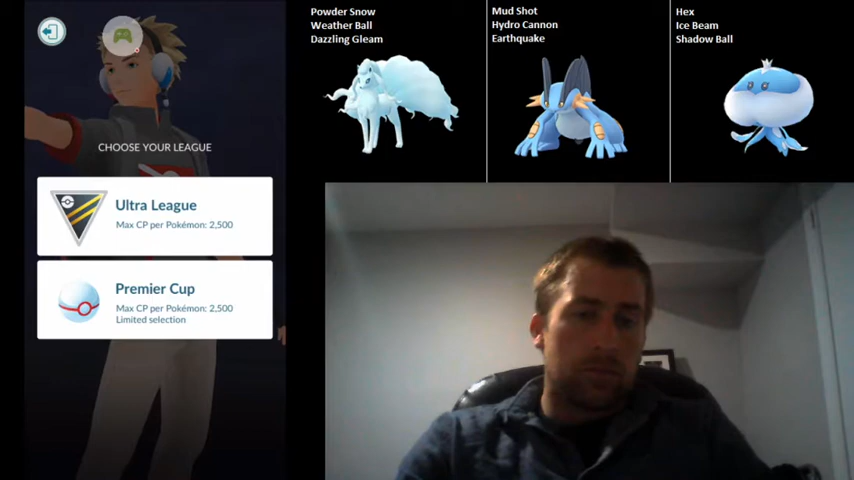 CHOOSE YOUR LEAGUE
Ultra League
Max CP per Pokémon: 2,500
Premier Cup
Max CP per Pokémon: 2,500
Limited selection
Powder Snow
Weather Ball
Dazzling Gleam
Mud Shot
Hydro Cannon
Earthquake
Hex
Ice Beam
Shadow Ball